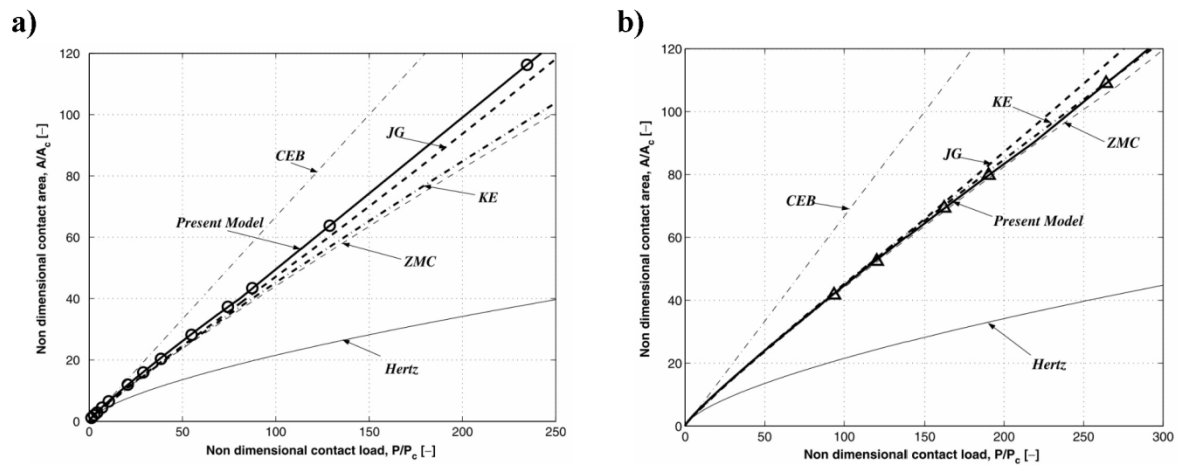 a)
120
100
80
60
40
20
0
Non dimensional contact area, A/A_c [–]
CEB
JG
Present Model
KE
ZMC
Hertz
0 50 100 150 200 250
Non dimensional contact load, P/P_c [–]
b)
120
100
80
60
40
20
0
Non dimensional contact area, A/A_c [–]
KE
ZMC
JG
CEB
Present Model
Hertz
0 50 100 150 200 250 300
Non dimensional contact load, P/P_c [–]